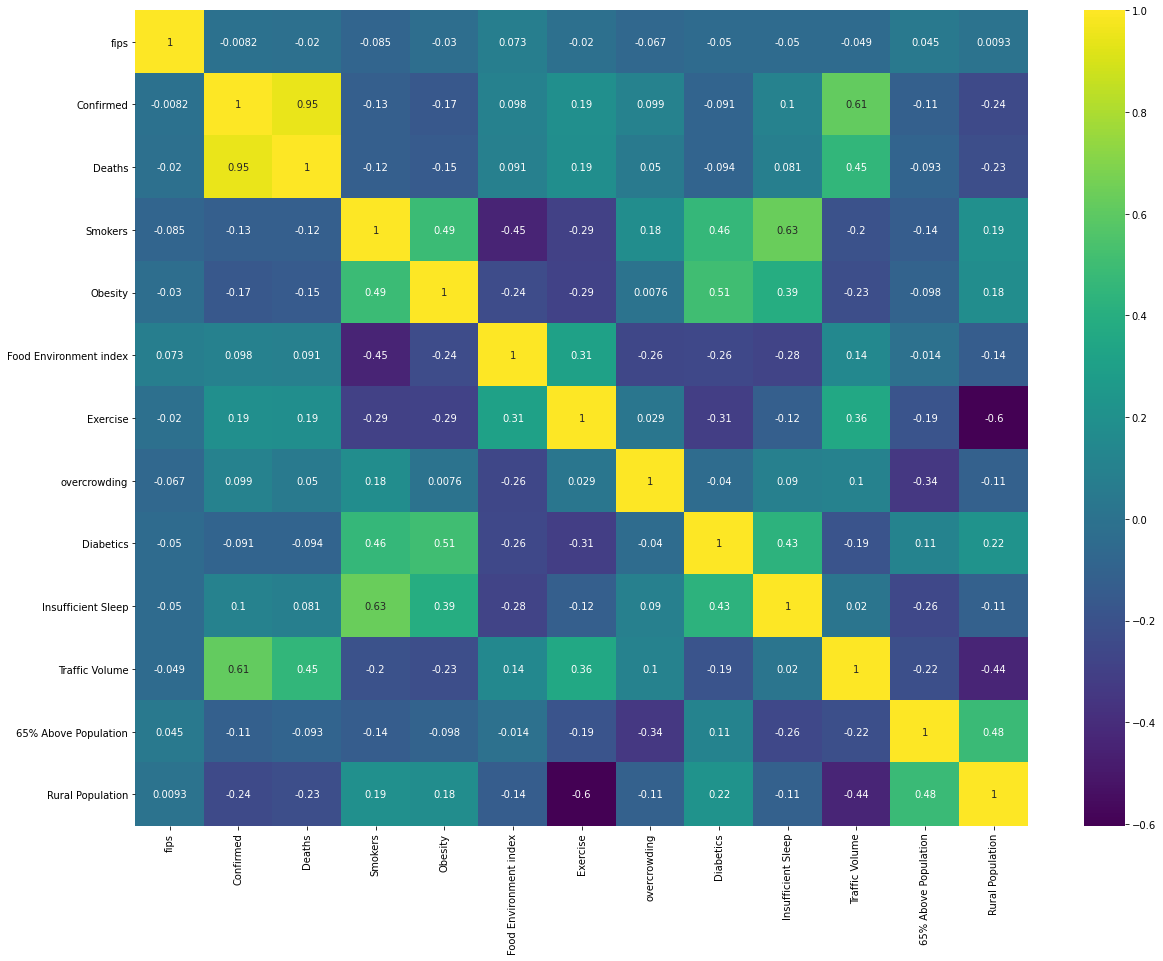 fips 1 -0.0082 -0.02 -0.085 -0.03 0.073 -0.02 -0.067 -0.05 -0.05 -0.049 0.045 0.0093
Confirmed -0.0082 1 0.95 -0.13 -0.17 0.098 0.19 0.099 -0.091 0.1 0.61 -0.11 -0.24
Deaths -0.02 0.95 1 -0.12 -0.15 0.091 0.19 0.05 -0.094 0.081 0.45 -0.093 -0.23
Smokers -0.085 -0.13 -0.12 1 0.49 -0.45 -0.29 0.18 0.46 0.63 -0.2 -0.14 0.19
Obesity -0.03 -0.17 -0.15 0.49 1 -0.24 -0.29 0.0076 0.51 0.39 -0.23 -0.098 0.18
Food Environment index 0.073 0.098 0.091 -0.45 -0.24 1 0.31 -0.26 -0.26 -0.28 0.14 -0.014 -0.14
Exercise -0.02 0.19 0.19 -0.29 -0.29 0.31 1 0.029 -0.31 -0.12 0.36 -0.19 -0.6
overcrowding -0.067 0.099 0.05 0.18 0.0076 -0.26 0.029 1 -0.04 0.09 0.1 -0.34 -0.11
Diabetics -0.05 -0.091 -0.094 0.46 0.51 -0.26 -0.31 -0.04 1 0.43 -0.19 0.11 0.22
Insufficient Sleep -0.05 0.1 0.081 0.63 0.39 -0.28 -0.12 0.09 0.43 1 0.02 -0.26 -0.11
Traffic Volume -0.049 0.61 0.45 -0.2 -0.23 0.14 0.36 0.1 -0.19 0.02 1 -0.22 -0.44
65% Above Population 0.045 -0.11 -0.093 -0.14 -0.098 -0.014 -0.19 -0.34 0.11 -0.26 -0.22 1 0.48
Rural Population 0.0093 -0.24 -0.23 0.19 0.18 -0.14 -0.6 -0.11 0.22 -0.11 -0.44 0.48 1
fips
Confirmed
Deaths
Smokers
Obesity
Food Environment index
Exercise
overcrowding
Diabetics
Insufficient Sleep
Traffic Volume
65% Above Population
Rural Population
1.0
0.8
0.6
0.4
0.2
0.0
−0.2
−0.4
−0.6